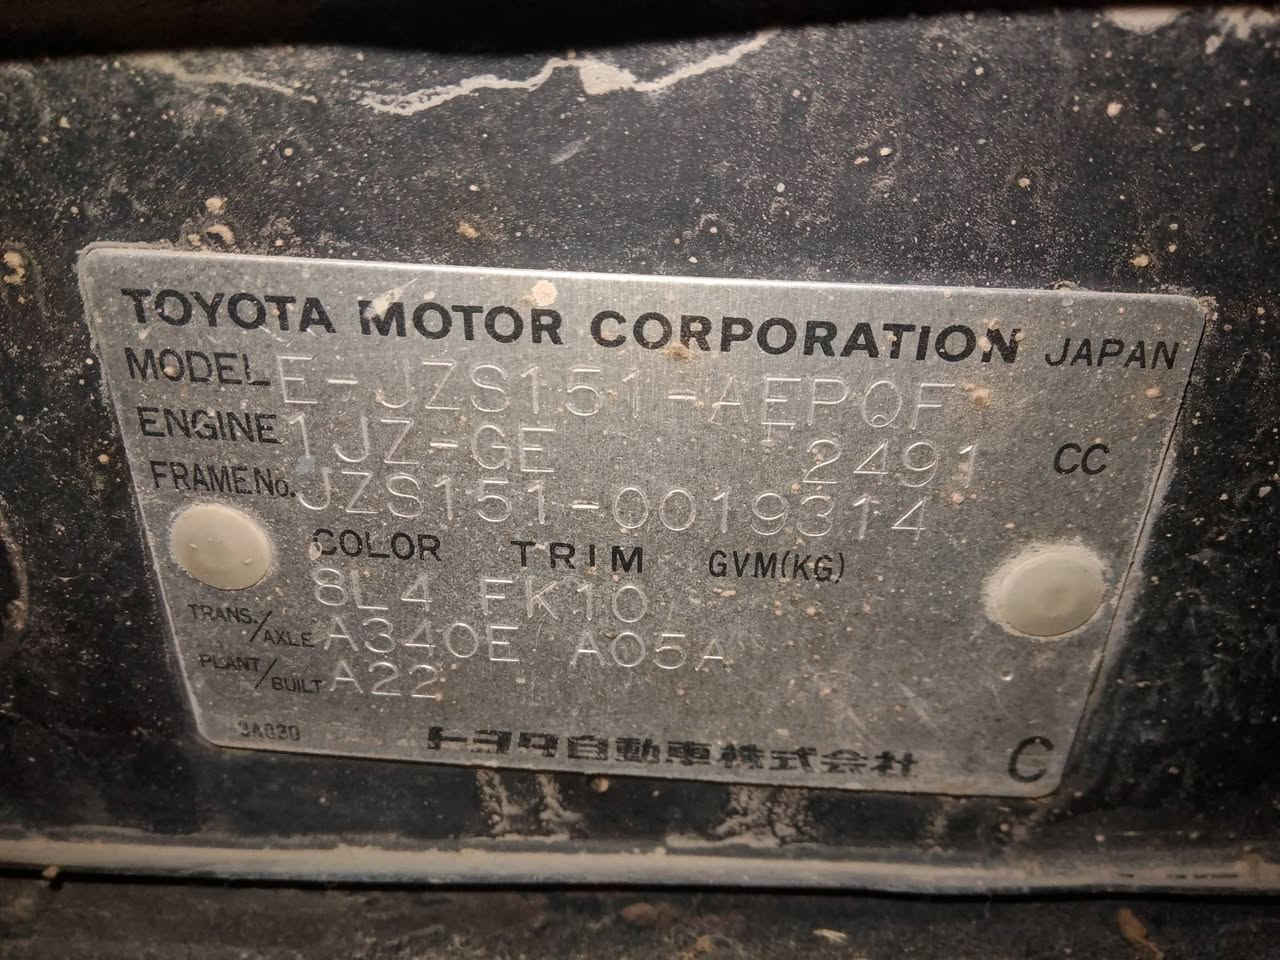 TOYOTA MOTOR CORPORATION JAPAN
MODEL E-JZS151-AEPQF
ENGINE 1JZ-GE 2491 CC
FRAME No. JZS151-0019314
COLOR TRIM GVM(KG)
8L4 FK10
TRANS./AXLE A340E A05A
PLANT/BUILT A22
3A030
トヨタ自動車株式会社 C